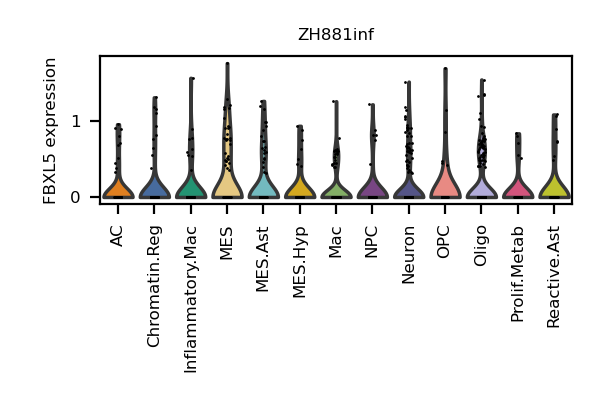 ZH881inf
FBXL5 expression
1
0
AC
Chromatin.Reg
Inflammatory.Mac
MES
MES.Ast
MES.Hyp
Mac
NPC
Neuron
OPC
Oligo
Prolif.Metab
Reactive.Ast